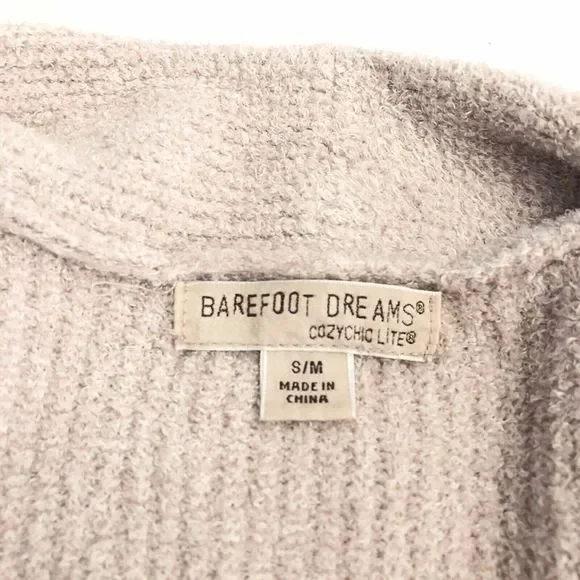 BAREFOOT DREAMS®
COZYCHIC LITE®
S/M
MADE IN
CHINA